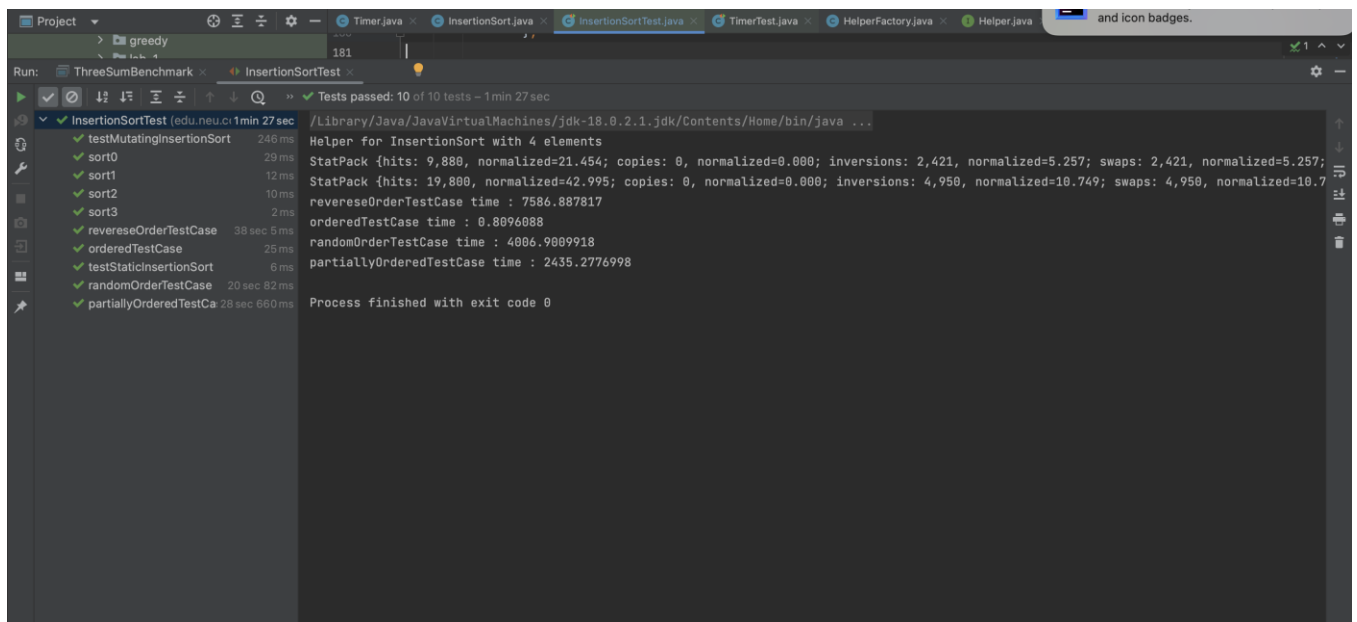 Project
Timer.java
InsertionSort.java
InsertionSortTest.java
TimerTest.java
HelperFactory.java
Helper.java
and icon badges.
greedy
181
1
Run: ThreeSumBenchmark InsertionSortTest
Tests passed: 10 of 10 tests – 1 min 27 sec
InsertionSortTest (edu.neu.co 1 min 27 sec
testMutatingInsertionSort 246 ms
sort0 29 ms
sort1 12 ms
sort2 10 ms
sort3 2 ms
revereseOrderTestCase 38 sec 5 ms
orderedTestCase 25 ms
testStaticInsertionSort 6 ms
randomOrderTestCase 20 sec 82 ms
partiallyOrderedTestCa 28 sec 660 ms
/Library/Java/JavaVirtualMachines/jdk-18.0.2.1.jdk/Contents/Home/bin/java ...
Helper for InsertionSort with 4 elements
StatPack {hits: 9,880, normalized=21.454; copies: 0, normalized=0.000; inversions: 2,421, normalized=5.257; swaps: 2,421, normalized=5.257;
StatPack {hits: 19,800, normalized=42.995; copies: 0, normalized=0.000; inversions: 4,950, normalized=10.749; swaps: 4,950, normalized=10.7
revereseOrderTestCase time : 7586.887817
orderedTestCase time : 0.8096088
randomOrderTestCase time : 4006.9009918
partiallyOrderedTestCase time : 2435.2776998
Process finished with exit code 0